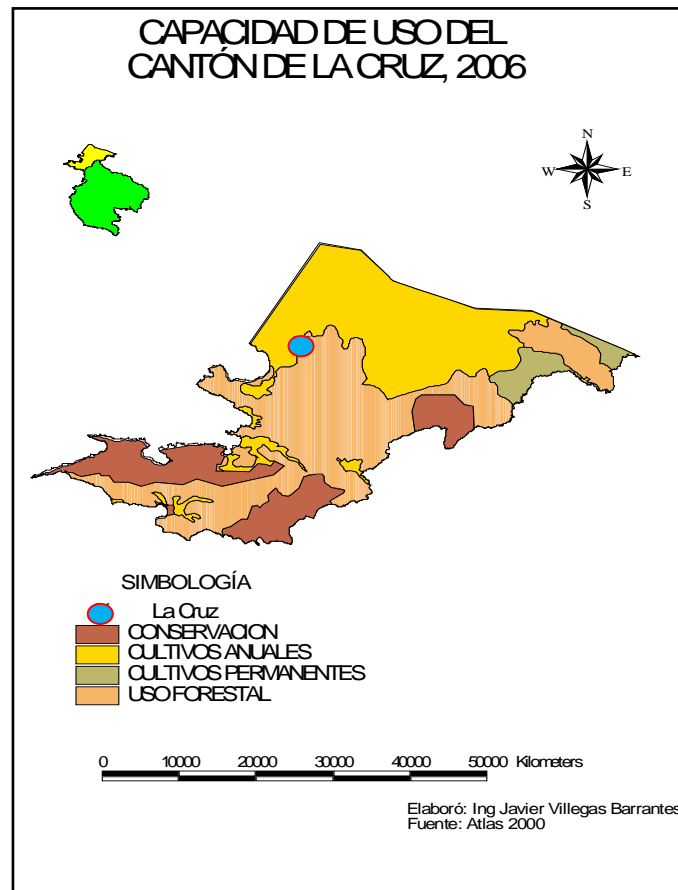 CAPACIDAD DE USO DEL
CANTÓN DE LA CRUZ, 2006
N
W E
S
SIMBOLOGÍA
La Cruz
CONSERVACION
CULTIVOS ANUALES
CULTIVOS PERMANENTES
USO FORESTAL
0 10000 20000 30000 40000 50000 Kilometers
Elaboró: Ing Javier Villegas Barrantes
Fuente: Atlas 2000